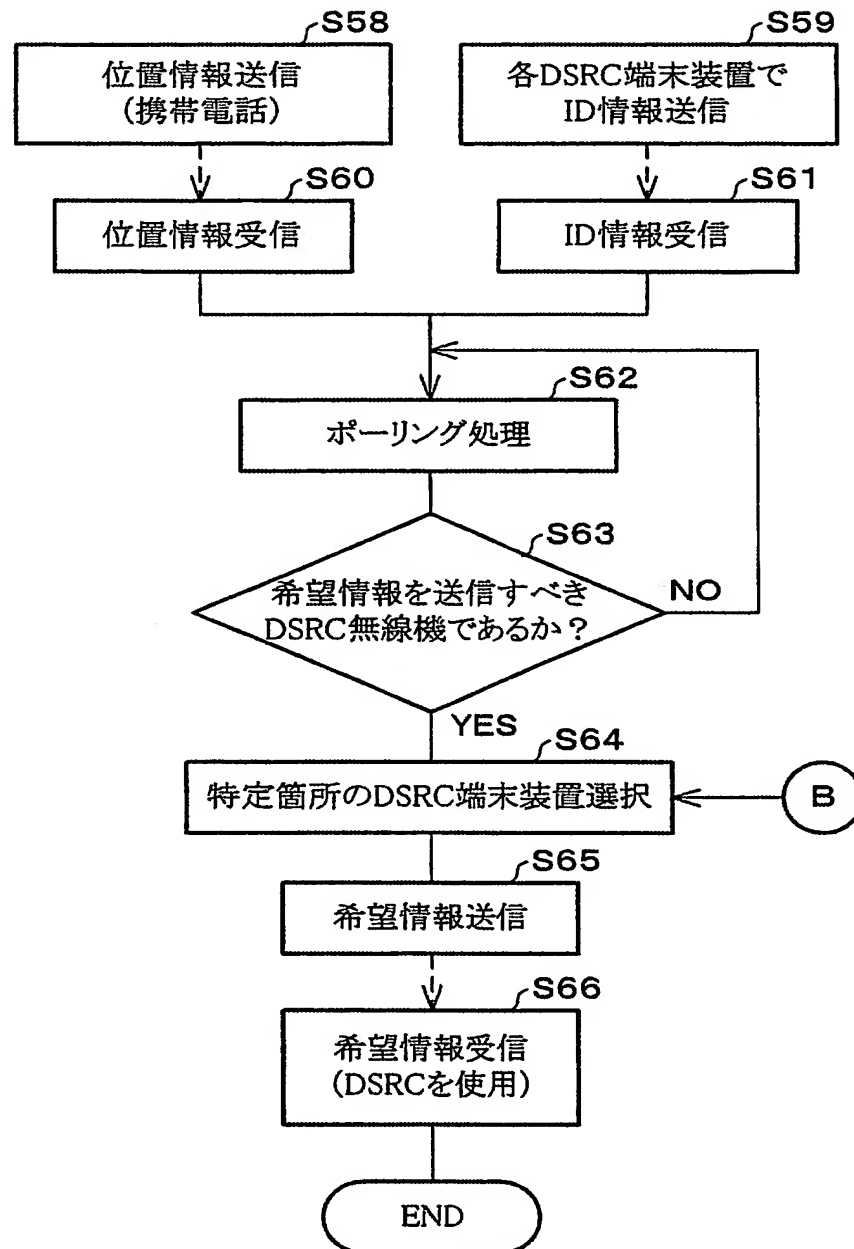 S58
位置情報送信
(携帯電話)
S59
各DSRC端末装置で
ID情報送信
S60
位置情報受信
S61
ID情報受信
S62
ポーリング処理
S63
希望情報を送信すべき
DSRC無線機であるか?
NO
YES
S64
特定箇所のDSRC端末装置選択
B
S65
希望情報送信
S66
希望情報受信
(DSRCを使用)
END